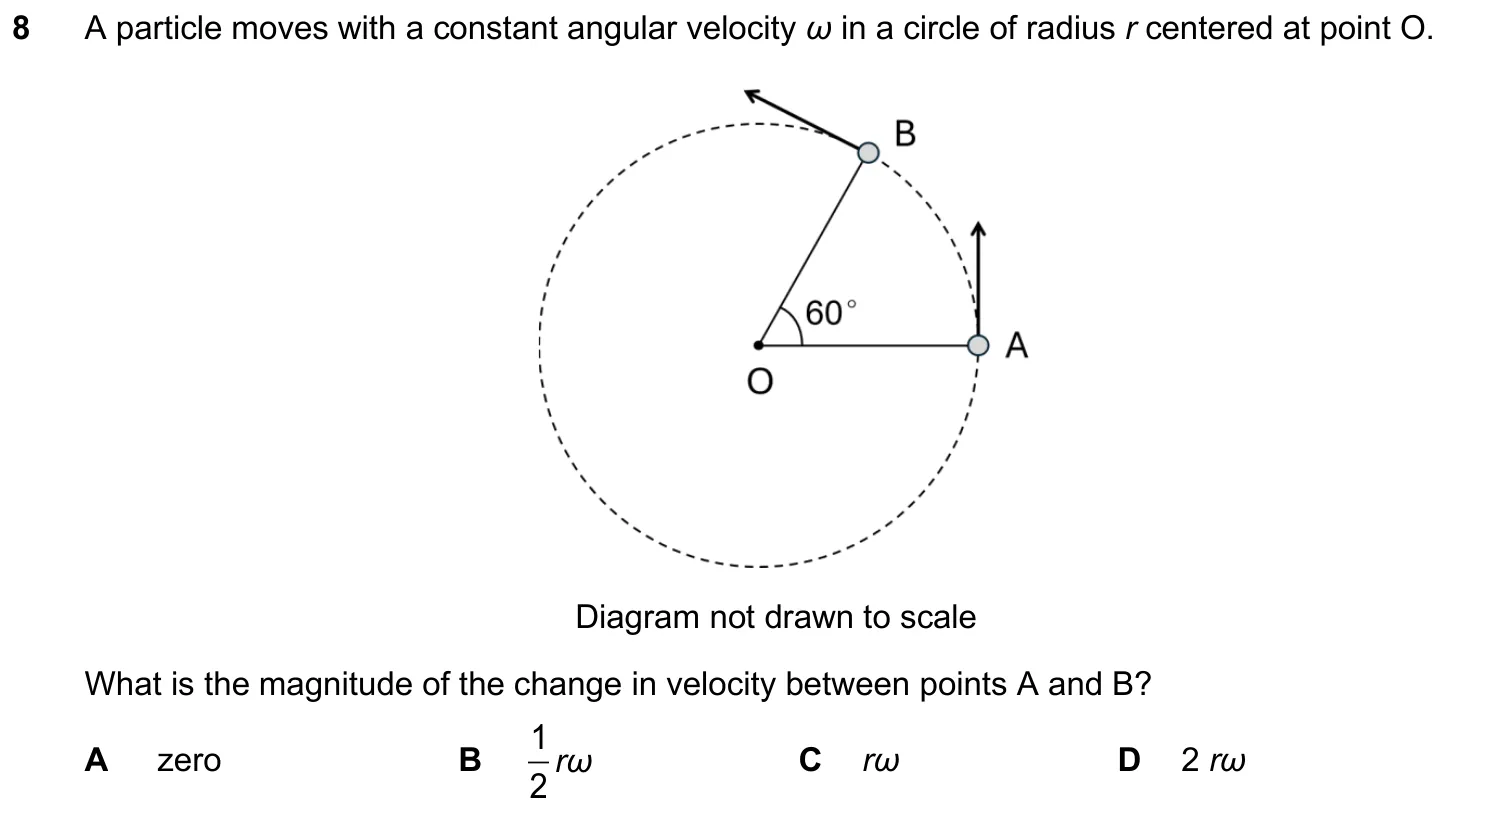 8 A particle moves with a constant angular velocity ω in a circle of radius r centered at point O.
B
60°
A
O
Diagram not drawn to scale
What is the magnitude of the change in velocity between points A and B?
A zero B 1/2 rω C rω D 2 rω